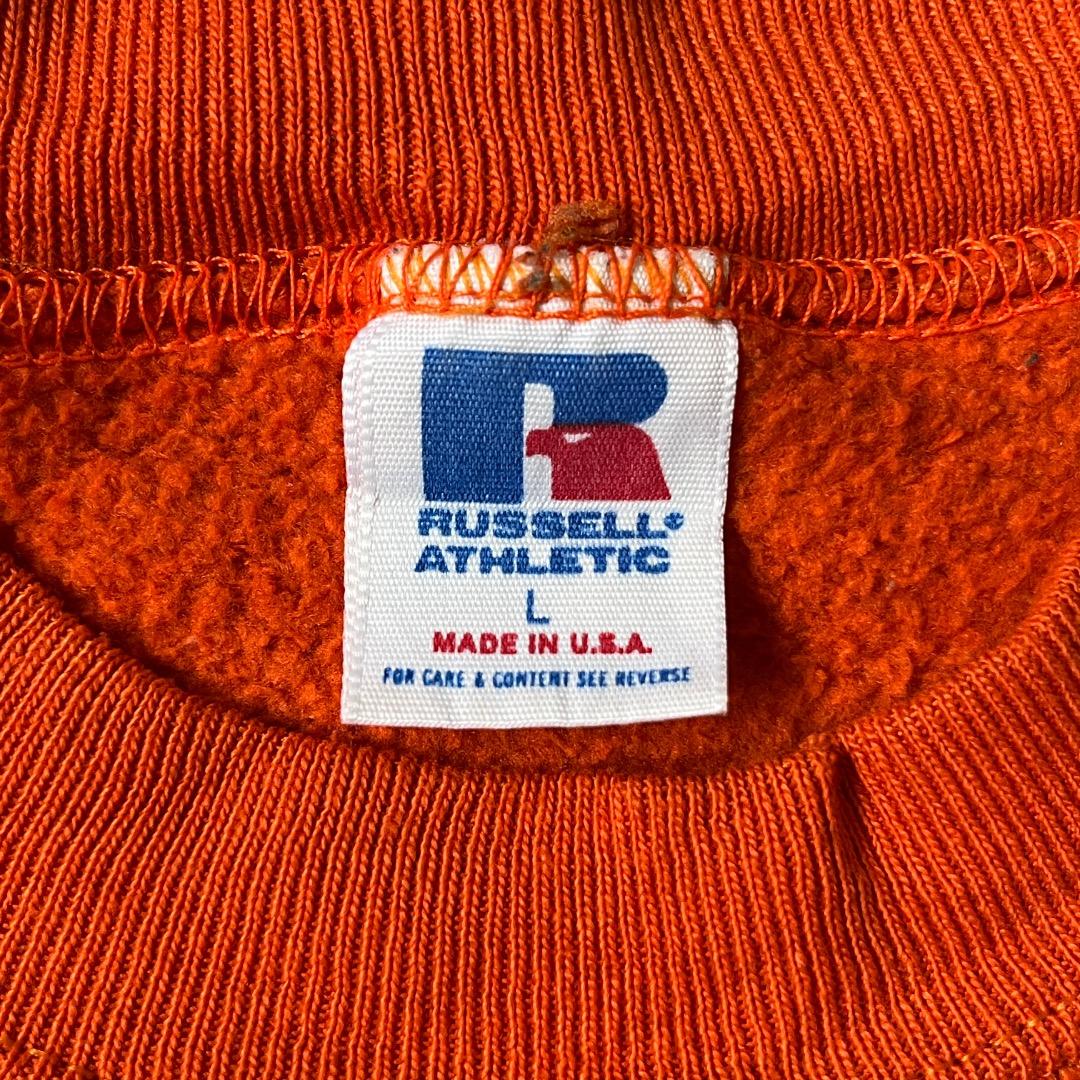 R
RUSSELL®
ATHLETIC
L
MADE IN U.S.A.
FOR CARE & CONTENT SEE REVERSE